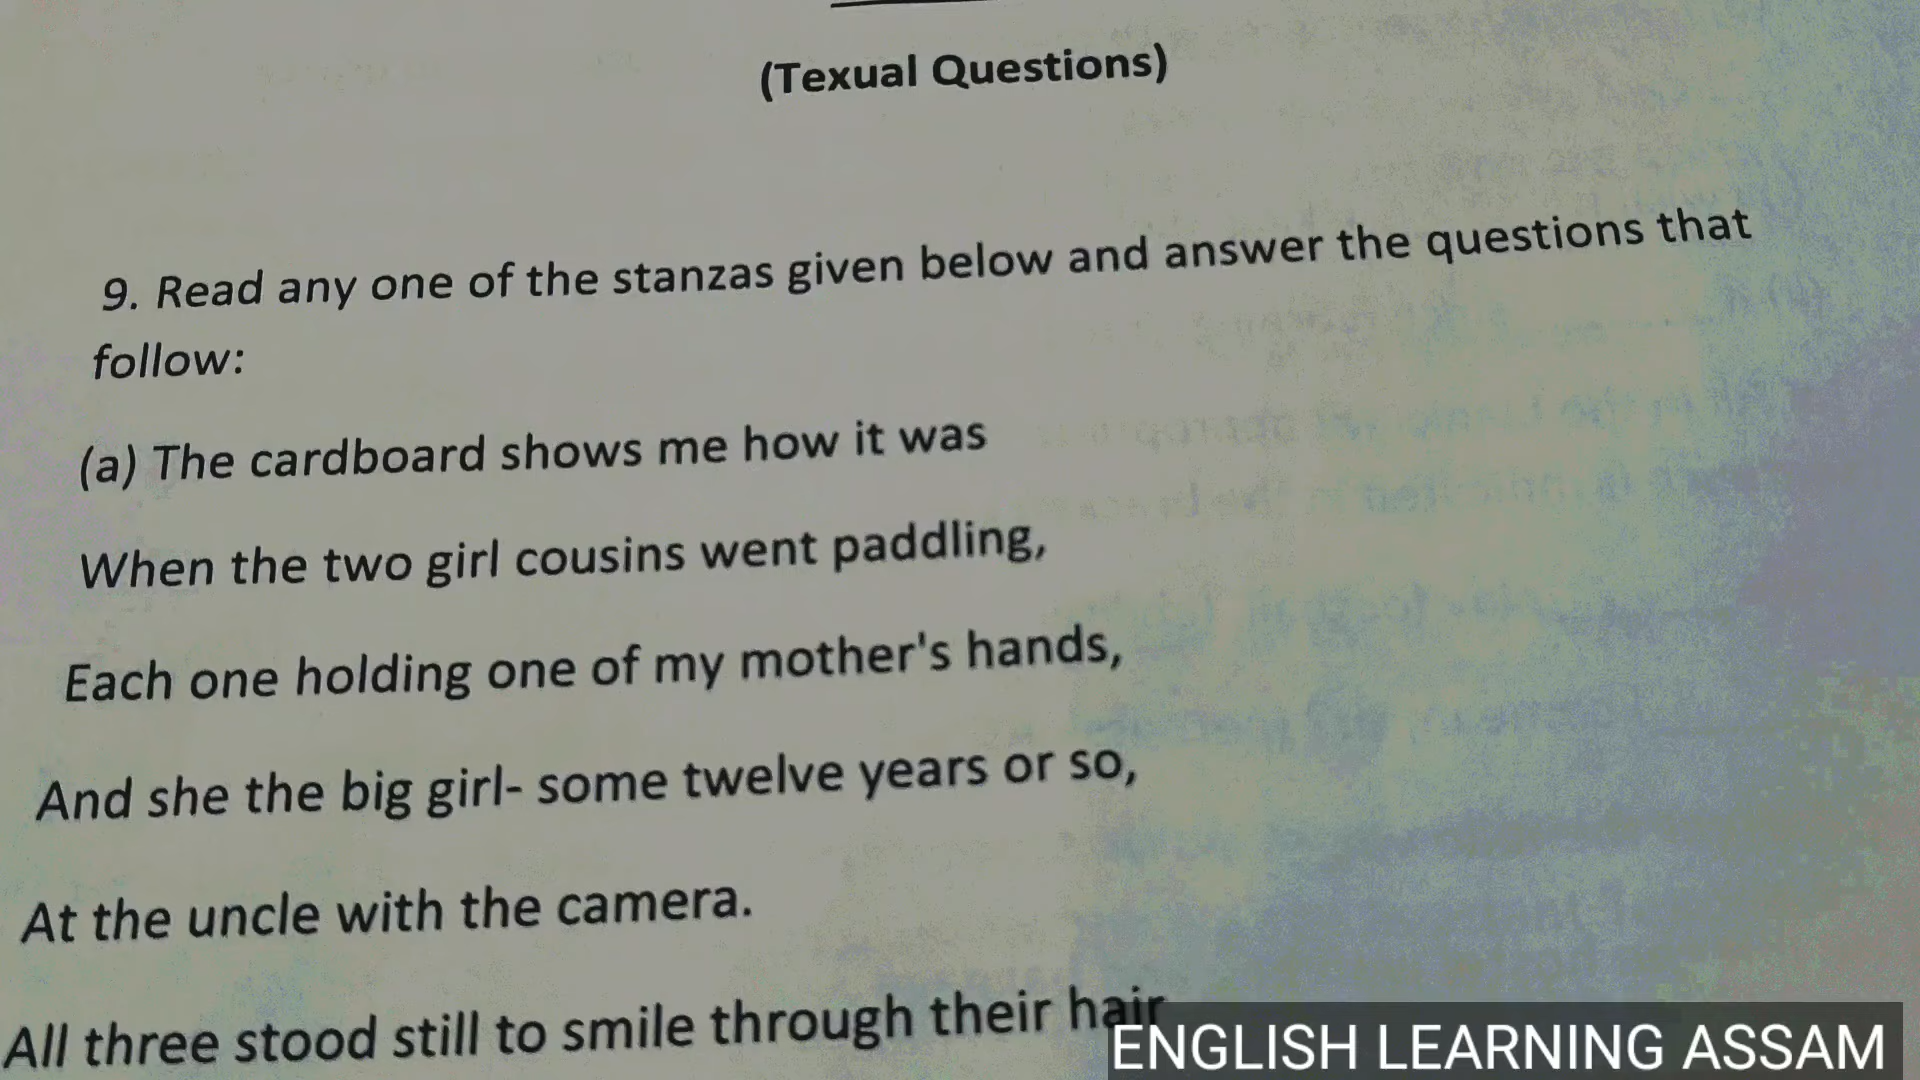 (Texual Questions)
9. Read any one of the stanzas given below and answer the questions that
follow:
(a) The cardboard shows me how it was
When the two girl cousins went paddling,
Each one holding one of my mother's hands,
And she the big girl- some twelve years or so,
At the uncle with the camera.
All three stood still to smile through their hair
ENGLISH LEARNING ASSAM